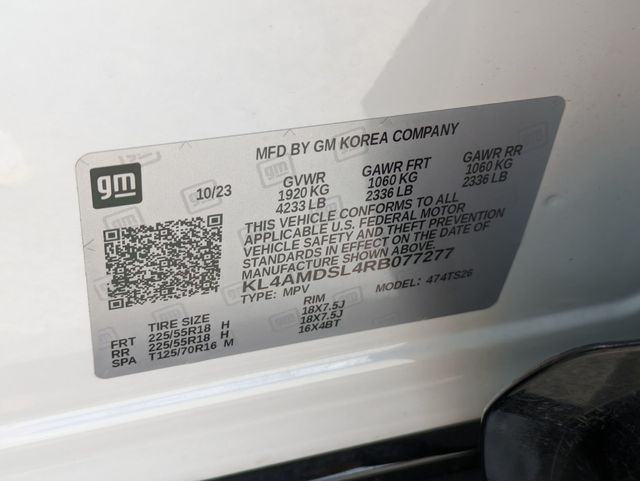 MFD BY GM KOREA COMPANY
gm
10/23
GVWR
1920 KG
4233 LB
GAWR FRT
1060 KG
2336 LB
GAWR RR
1060 KG
2336 LB
THIS VEHICLE CONFORMS TO ALL
APPLICABLE U.S. FEDERAL MOTOR
VEHICLE SAFETY AND THEFT PREVENTION
STANDARDS IN EFFECT ON THE DATE OF
MANUFACTURE SHOWN ABOVE.
KL4AMDSL4RB077277
TYPE: MPV MODEL: 474TS26
TIRE SIZE RIM
FRT 225/55R18 H 18X7.5J
RR 225/55R18 H 18X7.5J
SPA T125/70R16 M 16X4BT